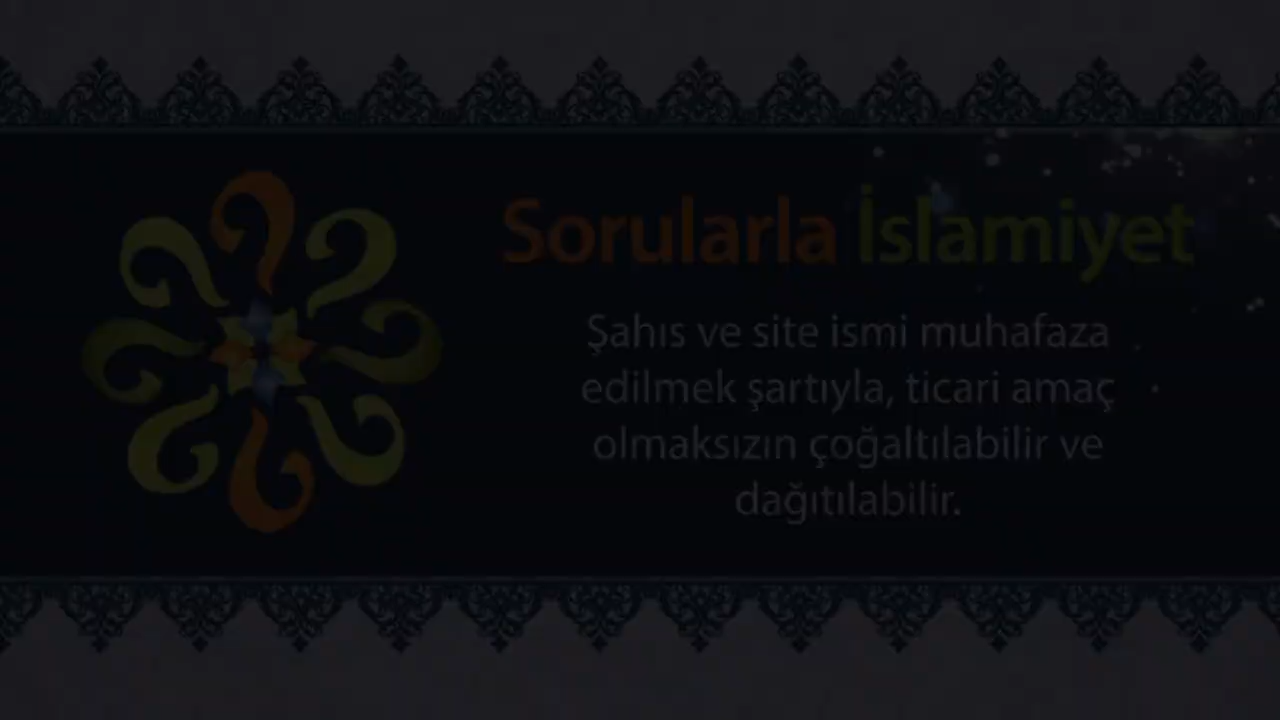 Sorularla İslamiyet
Şahıs ve site ismi muhafaza
edilmek şartıyla, ticari amaç
olmaksızın çoğaltılabilir ve
dağıtılabilir.